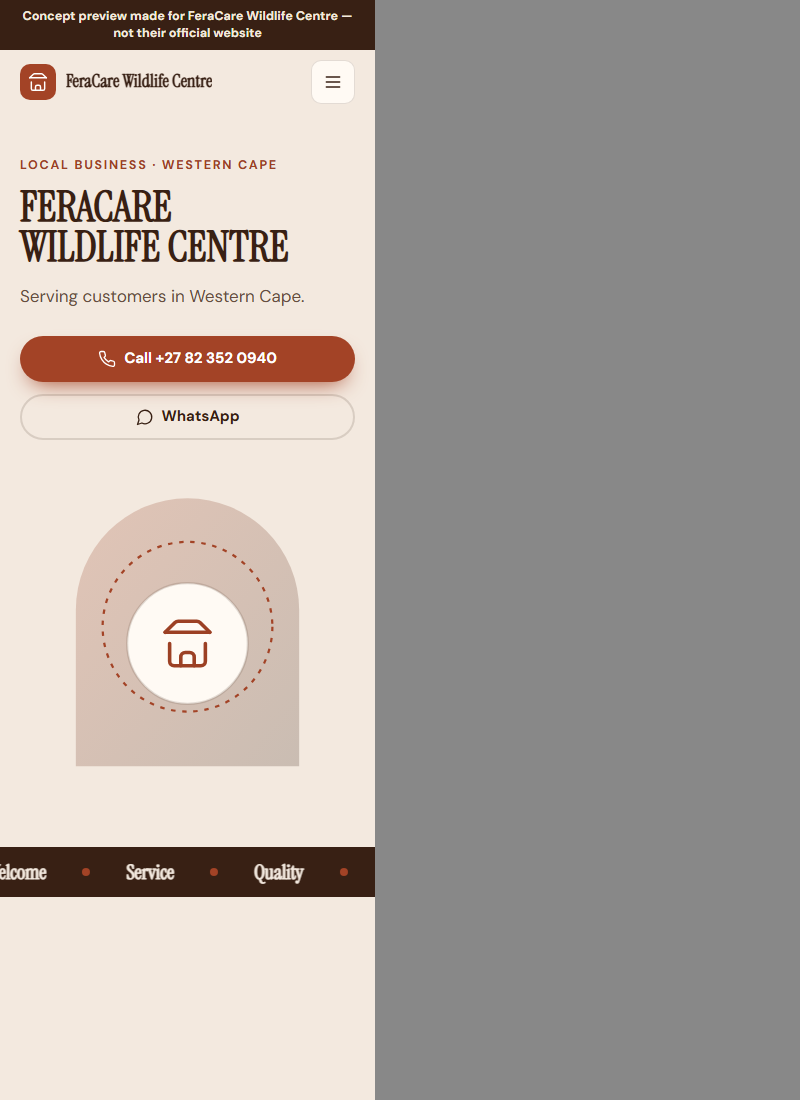 Concept preview made for FeraCare Wildlife Centre —
not their official website
FeraCare Wildlife Centre
LOCAL BUSINESS · WESTERN CAPE
FERACARE
WILDLIFE CENTRE
Serving customers in Western Cape.
Call +27 82 352 0940
WhatsApp
elcome • Service • Quality •